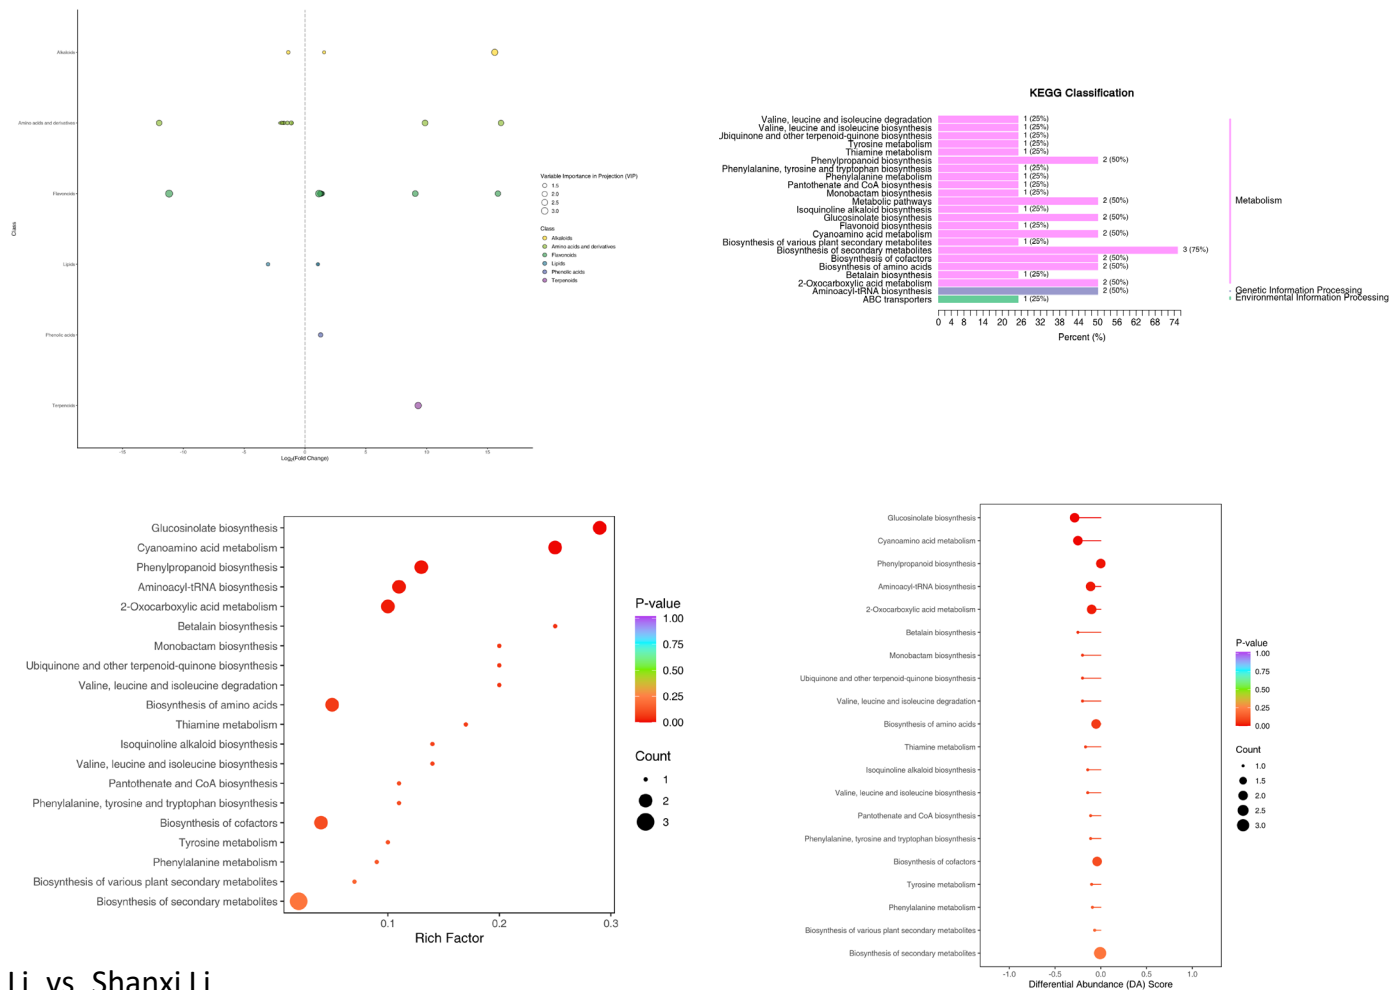 Alkaloids
Amino acids and derivatives
Flavonoids
Lipids
Phenolic acids
Terpenoids
Class
-15 -10 -5 0 5 10 15
Log2(Fold Change)
Variable Importance in Projection (VIP)
1.5
2.0
2.5
3.0
Class
Alkaloids
Amino acids and derivatives
Flavonoids
Lipids
Phenolic acids
Terpenoids
KEGG Classification
Valine, leucine and isoleucine degradation 1 (25%)
Valine, leucine and isoleucine biosynthesis 1 (25%)
Ubiquinone and other terpenoid-quinone biosynthesis 1 (25%)
Tyrosine metabolism 1 (25%)
Thiamine metabolism 1 (25%)
Phenylpropanoid biosynthesis 2 (50%)
Phenylalanine, tyrosine and tryptophan biosynthesis 1 (25%)
Phenylalanine metabolism 1 (25%)
Pantothenate and CoA biosynthesis 1 (25%)
Monobactam biosynthesis 1 (25%)
Metabolic pathways 2 (50%)
Isoquinoline alkaloid biosynthesis 1 (25%)
Glucosinolate biosynthesis 2 (50%)
Flavonoid biosynthesis 1 (25%)
Cyanoamino acid metabolism 2 (50%)
Biosynthesis of various plant secondary metabolites 1 (25%)
Biosynthesis of secondary metabolites 3 (75%)
Biosynthesis of cofactors 2 (50%)
Biosynthesis of amino acids 2 (50%)
Betalain biosynthesis 1 (25%)
2-Oxocarboxylic acid metabolism 2 (50%)
Aminoacyl-tRNA biosynthesis 2 (50%)
ABC transporters 1 (25%)
Metabolism
Genetic Information Processing
Environmental Information Processing
0 4 8 14 20 26 32 38 44 50 56 62 68 74
Percent (%)
Glucosinolate biosynthesis
Cyanoamino acid metabolism
Phenylpropanoid biosynthesis
Aminoacyl-tRNA biosynthesis
2-Oxocarboxylic acid metabolism
Betalain biosynthesis
Monobactam biosynthesis
Ubiquinone and other terpenoid-quinone biosynthesis
Valine, leucine and isoleucine degradation
Biosynthesis of amino acids
Thiamine metabolism
Isoquinoline alkaloid biosynthesis
Valine, leucine and isoleucine biosynthesis
Pantothenate and CoA biosynthesis
Phenylalanine, tyrosine and tryptophan biosynthesis
Biosynthesis of cofactors
Tyrosine metabolism
Phenylalanine metabolism
Biosynthesis of various plant secondary metabolites
Biosynthesis of secondary metabolites
0.1 0.2 0.3
Rich Factor
P-value
1.00
0.75
0.50
0.25
0.00
Count
1
2
3
Glucosinolate biosynthesis
Cyanoamino acid metabolism
Phenylpropanoid biosynthesis
Aminoacyl-tRNA biosynthesis
2-Oxocarboxylic acid metabolism
Betalain biosynthesis
Monobactam biosynthesis
Ubiquinone and other terpenoid-quinone biosynthesis
Valine, leucine and isoleucine degradation
Biosynthesis of amino acids
Thiamine metabolism
Isoquinoline alkaloid biosynthesis
Valine, leucine and isoleucine biosynthesis
Pantothenate and CoA biosynthesis
Phenylalanine, tyrosine and tryptophan biosynthesis
Biosynthesis of cofactors
Tyrosine metabolism
Phenylalanine metabolism
Biosynthesis of various plant secondary metabolites
Biosynthesis of secondary metabolites
-1.0 -0.5 0.0 0.5 1.0
Differential Abundance (DA) Score
P-value
1.00
0.75
0.50
0.25
0.00
Count
1.0
1.5
2.0
2.5
3.0
Li vs Shanxi Li